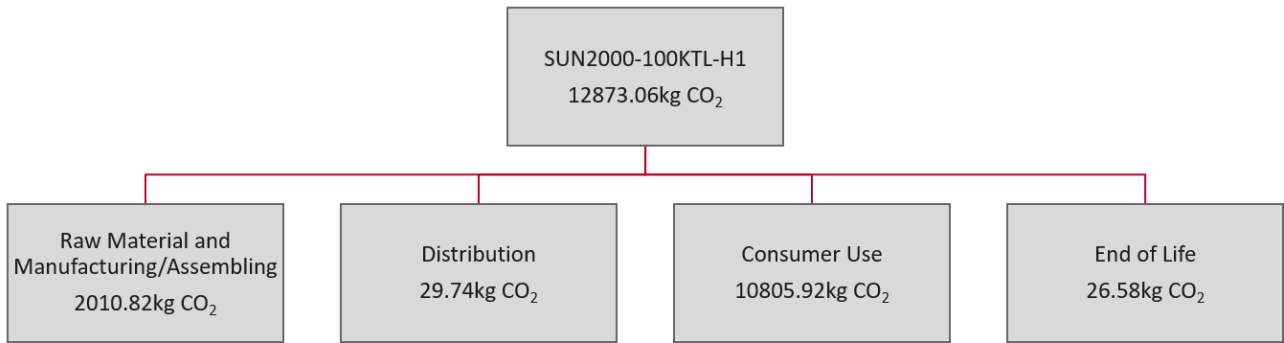 SUN2000-100KTL-H1
12873.06kg CO₂
Raw Material and
Manufacturing/Assembling
2010.82kg CO₂
Distribution
29.74kg CO₂
Consumer Use
10805.92kg CO₂
End of Life
26.58kg CO₂